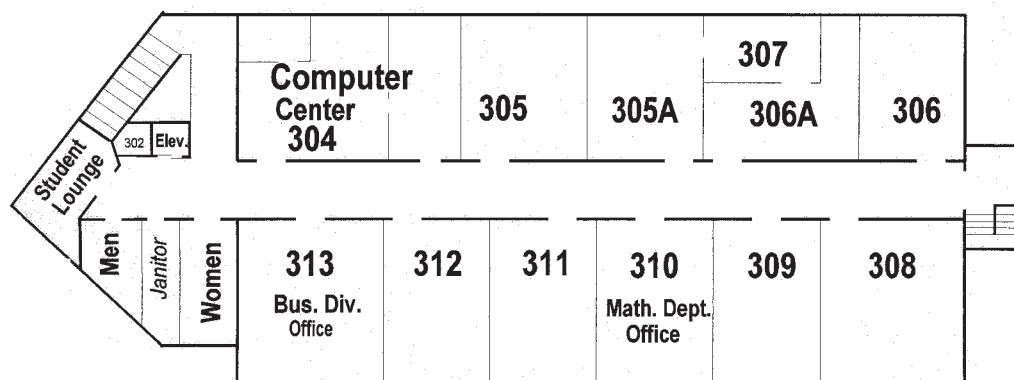 307
Computer
Center
304
305
305A
306A
306
302
Elev.
Student
Lounge
Men
Janitor
Women
313
Bus. Div.
Office
312
311
310
Math. Dept.
Office
309
308